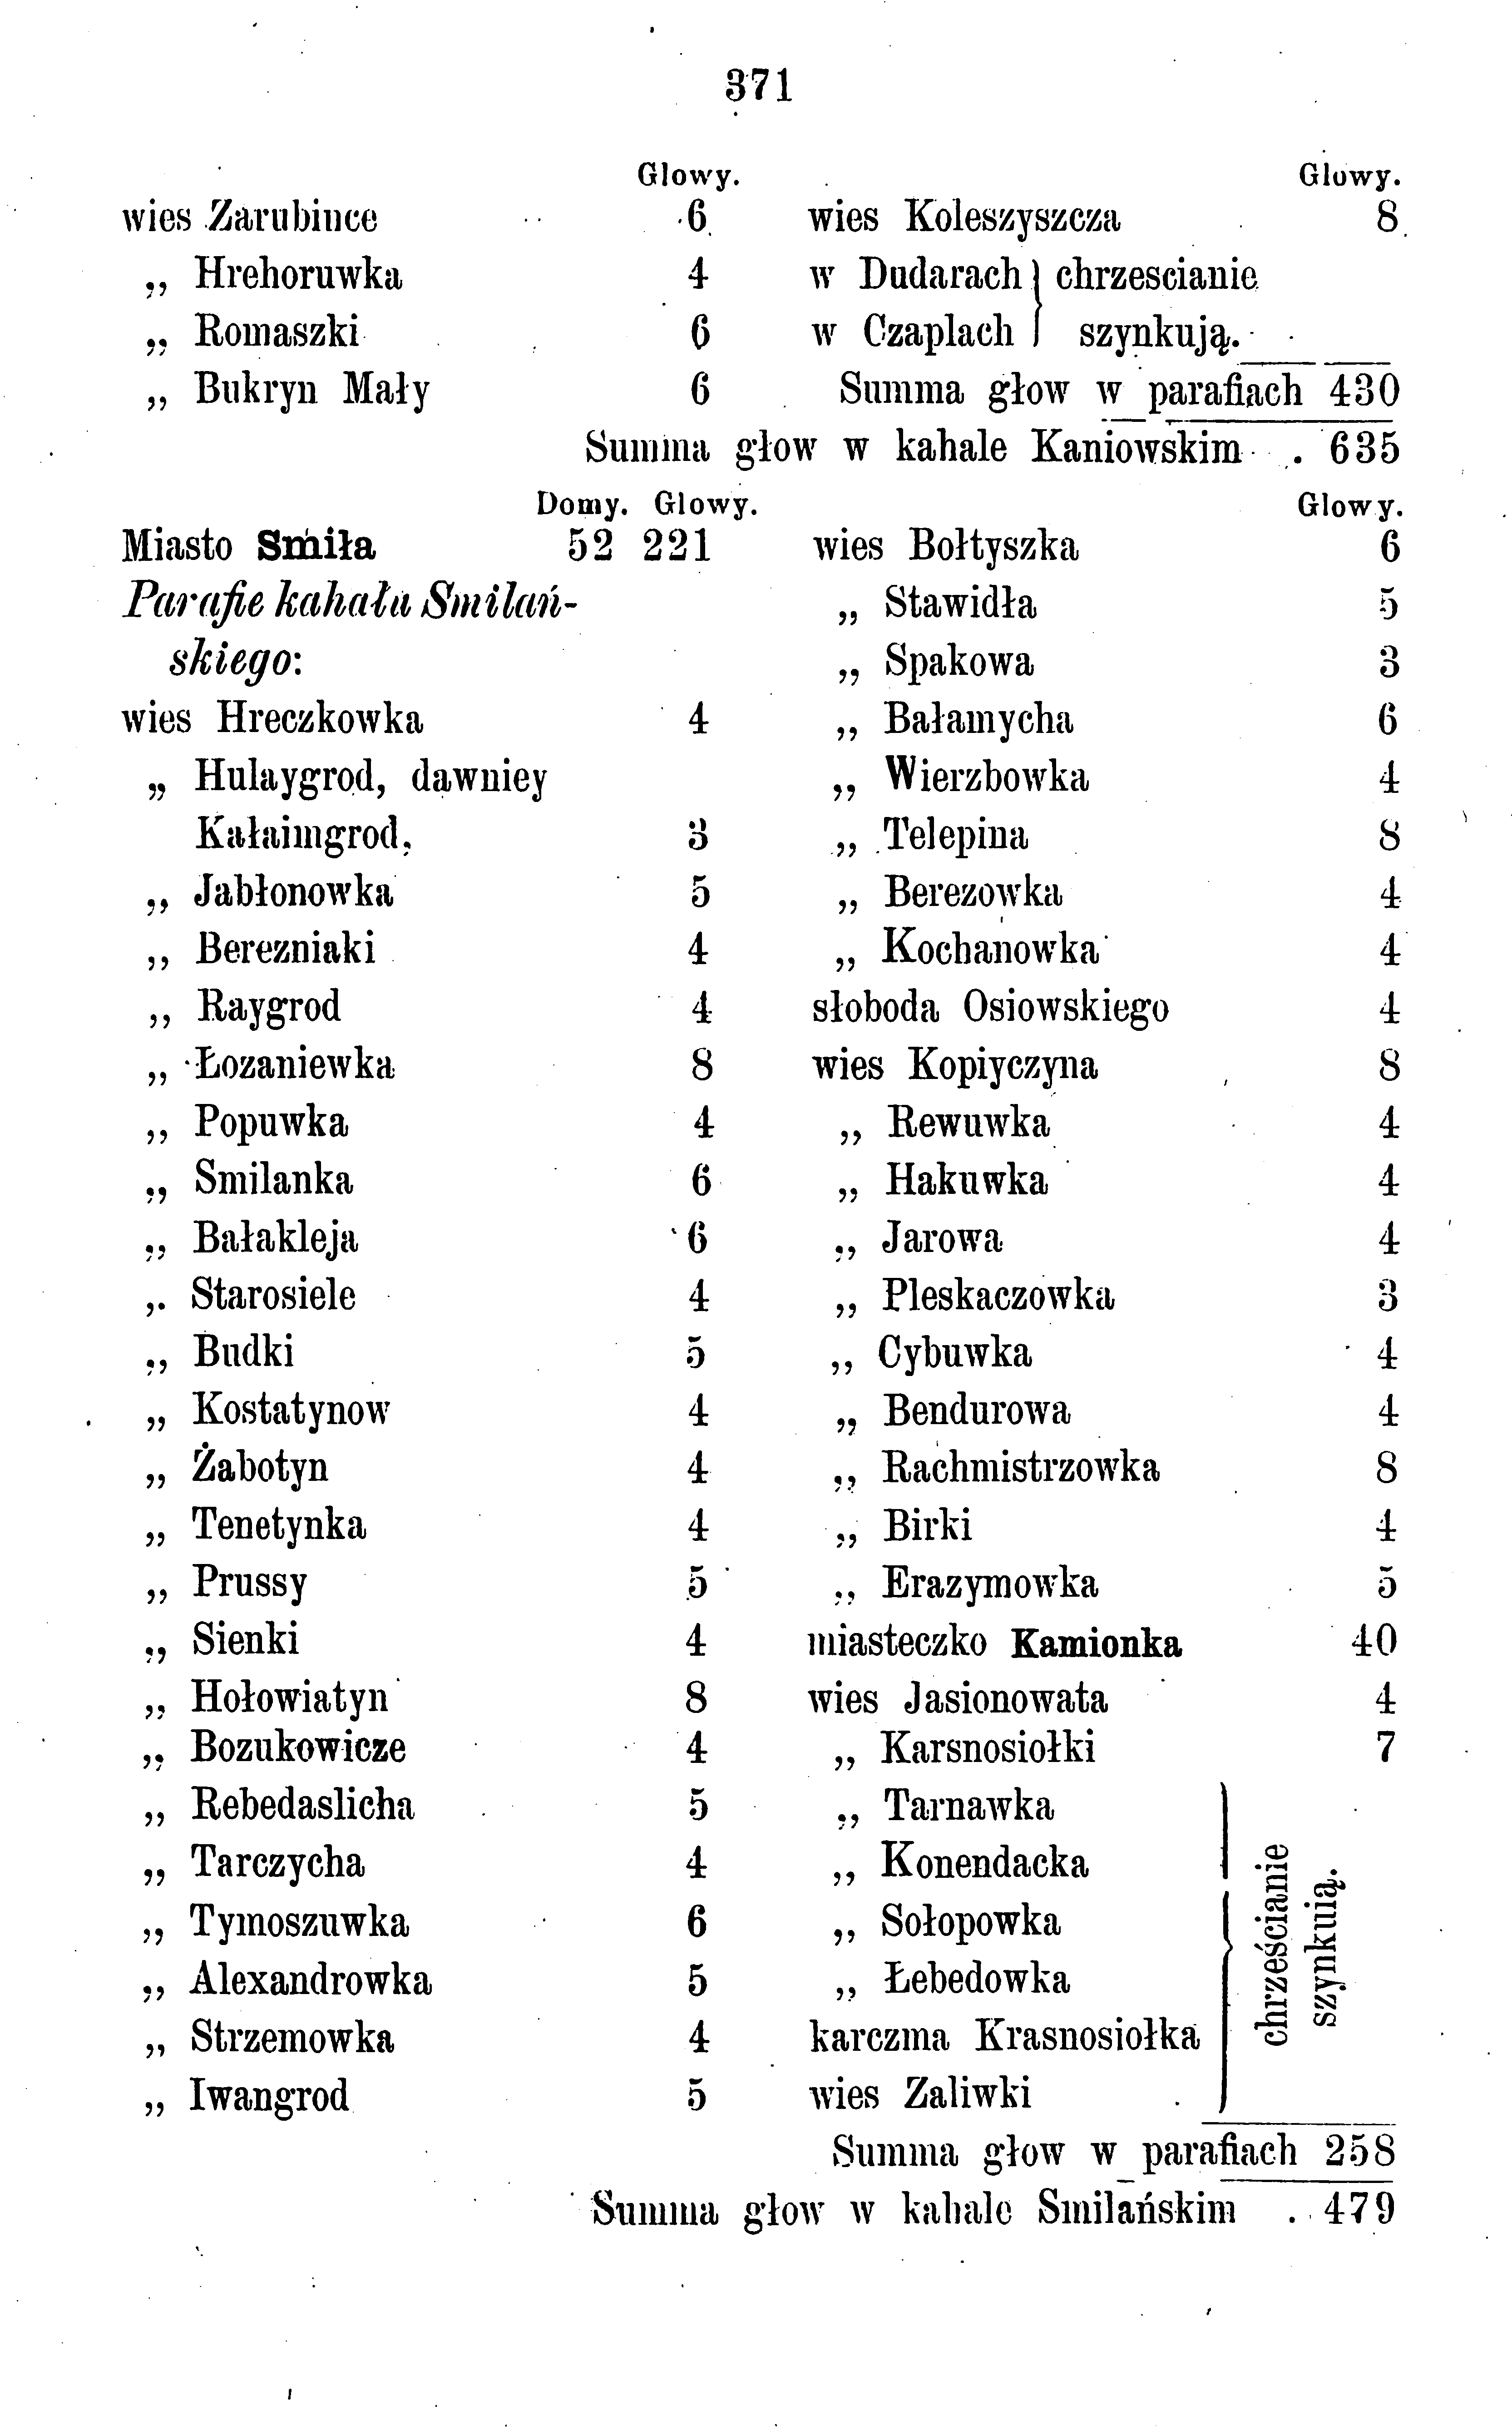 371
Glowy.
wies Zarubince 6
„ Hrehoruwka 4
„ Romaszki 6
„ Bukryn Mały 6
Glowy.
wies Koleszyszcza 8
w Dudarach } chrzescianie
w Czaplach } szynkują.
Summa głow w parafiach 430
Summa głow w kahale Kaniowskim . 635
Domy. Glowy.
Miasto Smiła 52 221
Parafie kahału Smilań-
skiego:
wies Hreczkowka 4
„ Hulaygrod, dawniey
Kałaimgrod, 3
„ Jabłonowka 5
„ Berezniaki 4
„ Raygrod 4
„ Łozaniewka 8
„ Popuwka 4
„ Smilanka 6
„ Bałakleja 6
„ Starosiele 4
„ Budki 5
„ Kostatynow 4
„ Żabotyn 4
„ Tenetynka 4
„ Prussy 5
„ Sienki 4
„ Hołowiatyn 8
„ Bozukowicze 4
„ Rebedaslicha 5
„ Tarczycha 4
„ Tymoszuwka 6
„ Alexandrowka 5
„ Strzemowka 4
„ Iwangrod 5
Glowy.
wies Bołtyszka 6
„ Stawidła 5
„ Spakowa 3
„ Bałamycha 6
„ Wierzbowka 4
„ Telepina 8
„ Berezowka 4
„ Kochanowka 4
słoboda Osiowskiego 4
wies Kopiyczyna 8
„ Rewuwka 4
„ Hakuwka 4
„ Jarowa 4
„ Pleskaczowka 3
„ Cybuwka 4
„ Bendurowa 4
„ Rachmistrzowka 8
„ Birki 4
„ Erazymowka 5
miasteczko Kamionka 40
wies Jasionowata 4
„ Karsnosiołki 7
„ Tarnawka
„ Konendacka
„ Sołopowka
„ Łebedowka
karczma Krasnosiołka
wies Zaliwki
chrześcianie
szynkuią.
Summa głow w parafiach 258
Summa głow w kahale Smilańskim . 479